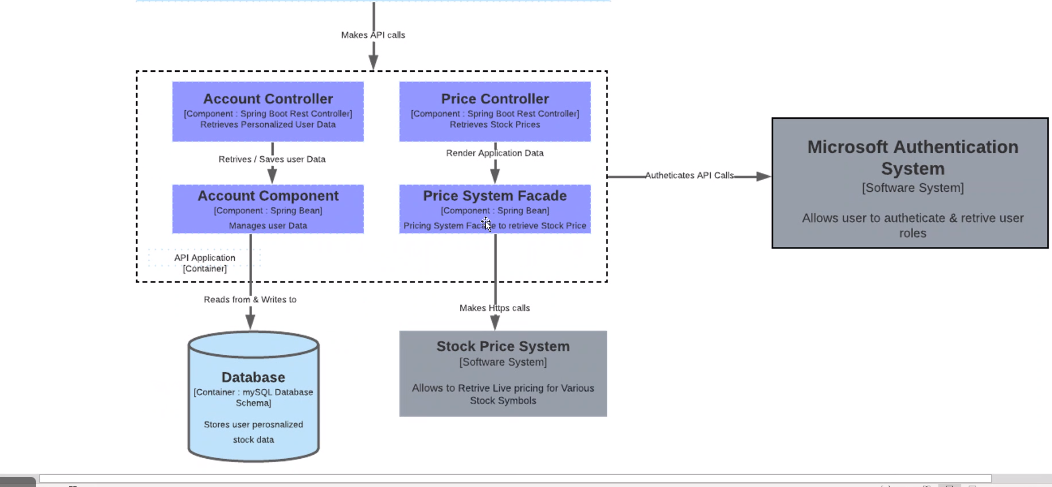 Makes API calls
Account Controller
[Component : Spring Boot Rest Controller]
Retrieves Personalized User Data
Price Controller
[Component : Spring Boot Rest Controller]
Retrieves Stock Prices
Retrives / Saves user Data
Render Application Data
Account Component
[Component : Spring Bean]
Manages user Data
Price System Facade
[Component : Spring Bean]
Pricing System Facade to retrieve Stock Price
Autheticates API Calls
Microsoft Authentication
System
[Software System]
Allows user to autheticate & retrive user
roles
API Application
[Container]
Reads from & Writes to
Makes Https calls
Database
[Container : mySQL Database
Schema]
Stores user perosnalized
stock data
Stock Price System
[Software System]
Allows to Retrive Live pricing for Various
Stock Symbols